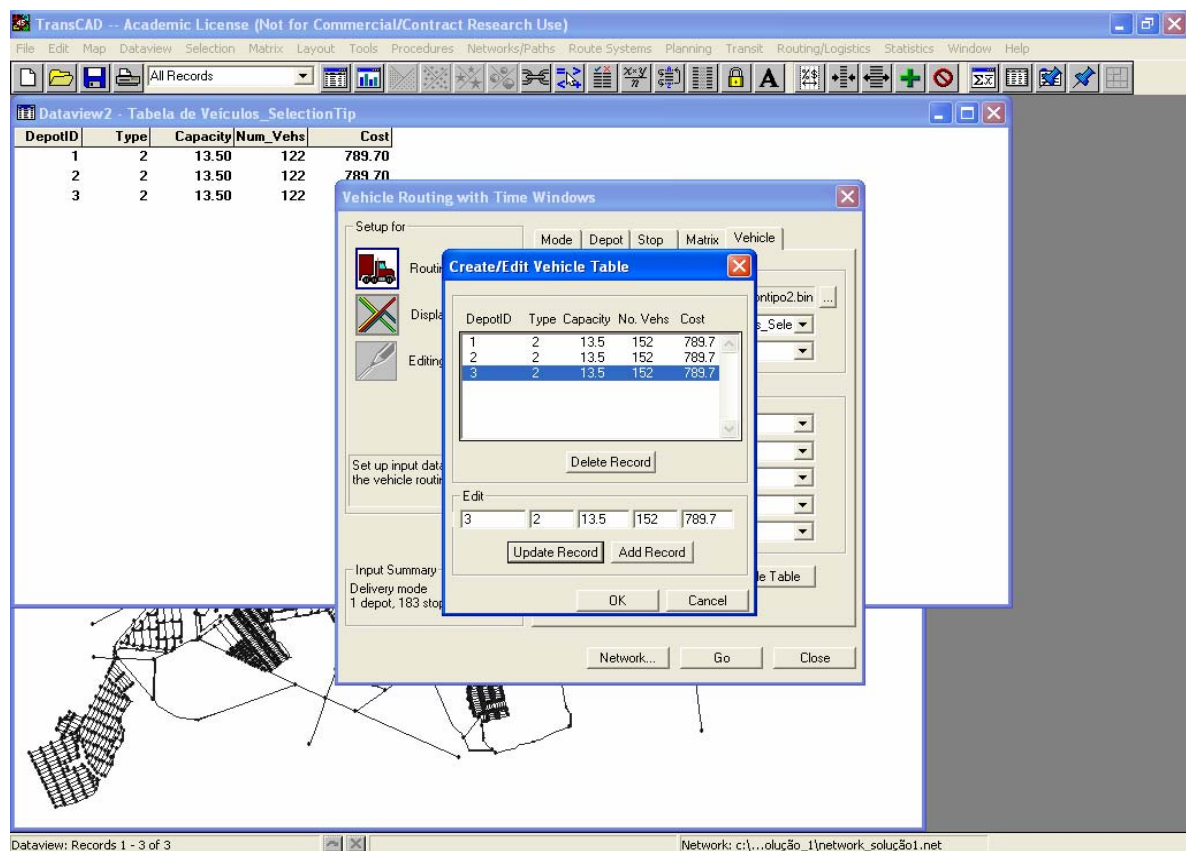 TransCAD -- Academic License (Not for Commercial/Contract Research Use)
File Edit Map Dataview Selection Matrix Layout Tools Procedures Networks/Paths Route Systems Planning Transit Routing/Logistics Statistics Window Help
All Records
Dataview2 - Tabela de Veículos_SelectionTip
DepotID Type Capacity Num_Vehs Cost
1 2 13.50 122 789.70
2 2 13.50 122 789.70
3 2 13.50 122
Vehicle Routing with Time Windows
Setup for
Mode Depot Stop Matrix Vehicle
Routin
Displa
Editing
ontipo2.bin ...
s_Sele
Set up input data
the vehicle routin
Input Summary
Delivery mode
1 depot, 183 stop
le Table
Network... Go Close
Create/Edit Vehicle Table
DepotID Type Capacity No. Vehs Cost
1 2 13.5 152 789.7
2 2 13.5 152 789.7
3 2 13.5 152 789.7
Delete Record
Edit
3 2 13.5 152 789.7
Update Record Add Record
OK Cancel
Dataview: Records 1 - 3 of 3
Network: c:\...olução_1\network_solução1.net